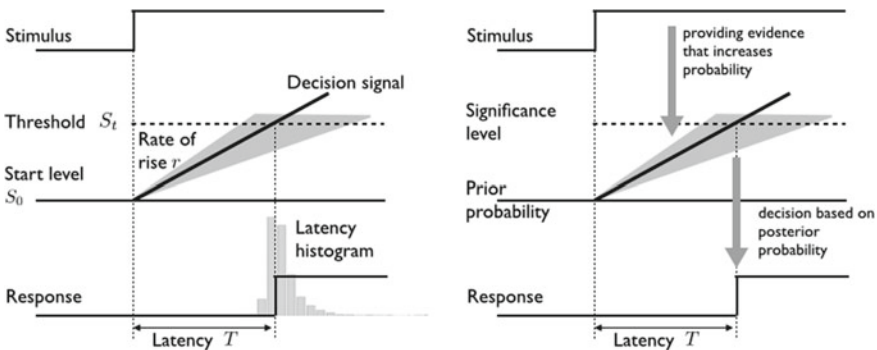 Stimulus
Decision signal
Threshold S_t
Rate of
rise r
Start level
S_0
Latency
histogram
Response
Latency T
Stimulus
providing evidence
that increases
probability
Significance
level
Prior
probability
decision based on
posterior
probability
Response
Latency T